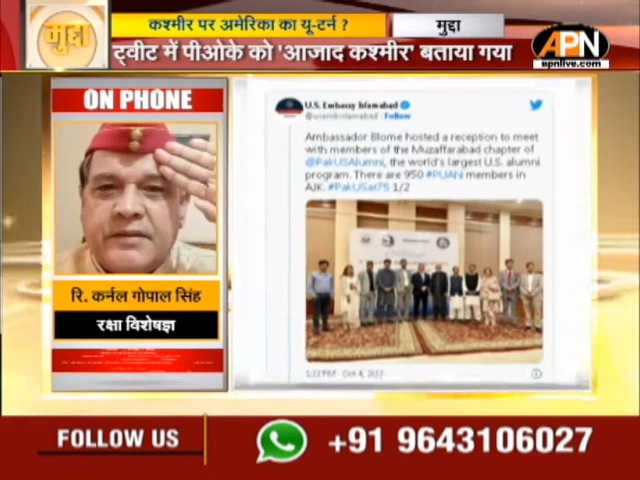 मुद्दा
कश्मीर पर अमेरिका का यू-टर्न ?
मुद्दा
ट्वीट में पीओके को 'आजाद कश्मीर' बताया गया
APN
apnlive.com
ON PHONE
रि. कर्नल गोपाल सिंह
रक्षा विशेषज्ञ
U.S. Embassy Islamabad
@usembislamabad · Follow
Ambassador Blome hosted a reception to meet
with members of the Muzaffarabad chapter of
@PakUSAlumni, the world's largest U.S. alumni
program. There are 950 #PUAN members in
AJK. #PakUSat75 1/2
Oct 4, 2022
FOLLOW US
+91 9643106027